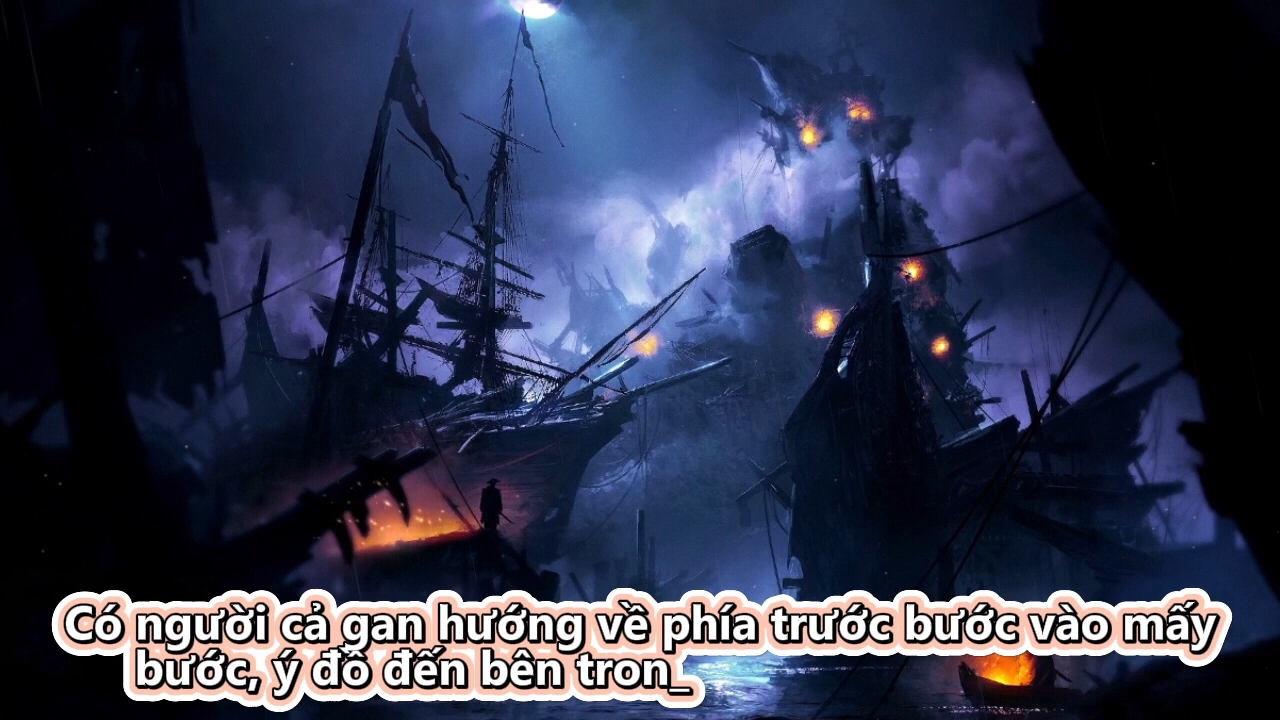 Có người cả gan hướng về phía trước bước vào mấy
bước, ý đồ đến bên tron_